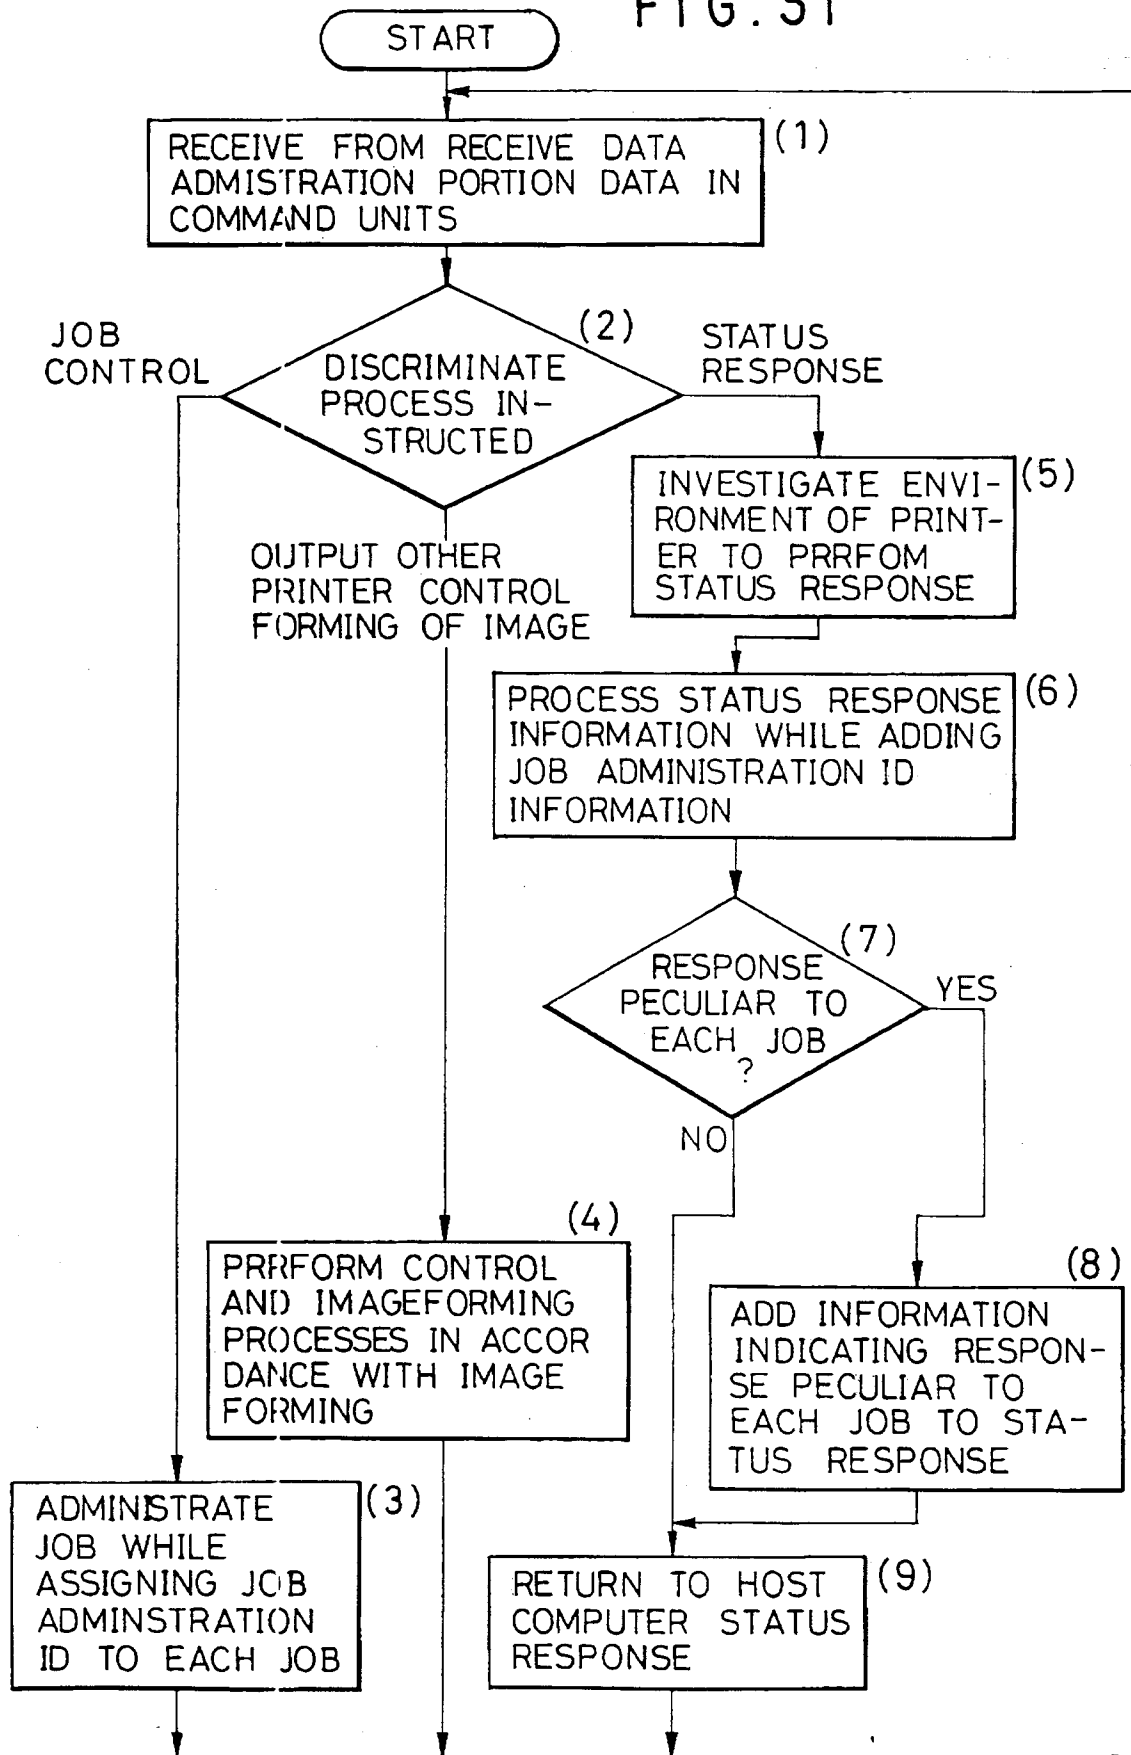 FIG. 31
START
(1)
RECEIVE FROM RECEIVE DATA
ADMISTRATION PORTION DATA IN
COMMAND UNITS
JOB
CONTROL
(2)
DISCRIMINATE
PROCESS IN-
STRUCTED
STATUS
RESPONSE
OUTPUT OTHER
PRINTER CONTROL
FORMING OF IMAGE
(5)
INVESTIGATE ENVI-
RONMENT OF PRINT-
ER TO PRRFOM
STATUS RESPONSE
(6)
PROCESS STATUS RESPONSE
INFORMATION WHILE ADDING
JOB ADMINISTRATION ID
INFORMATION
(7)
RESPONSE
PECULIAR TO
EACH JOB
?
YES
NO
(4)
PRRFORM CONTROL
AND IMAGEFORMING
PROCESSES IN ACCOR
DANCE WITH IMAGE
FORMING
(8)
ADD INFORMATION
INDICATING RESPON-
SE PECULIAR TO
EACH JOB TO STA-
TUS RESPONSE
(3)
ADMINISTRATE
JOB WHILE
ASSIGNING JOB
ADMINSTRATION
ID TO EACH JOB
(9)
RETURN TO HOST
COMPUTER STATUS
RESPONSE